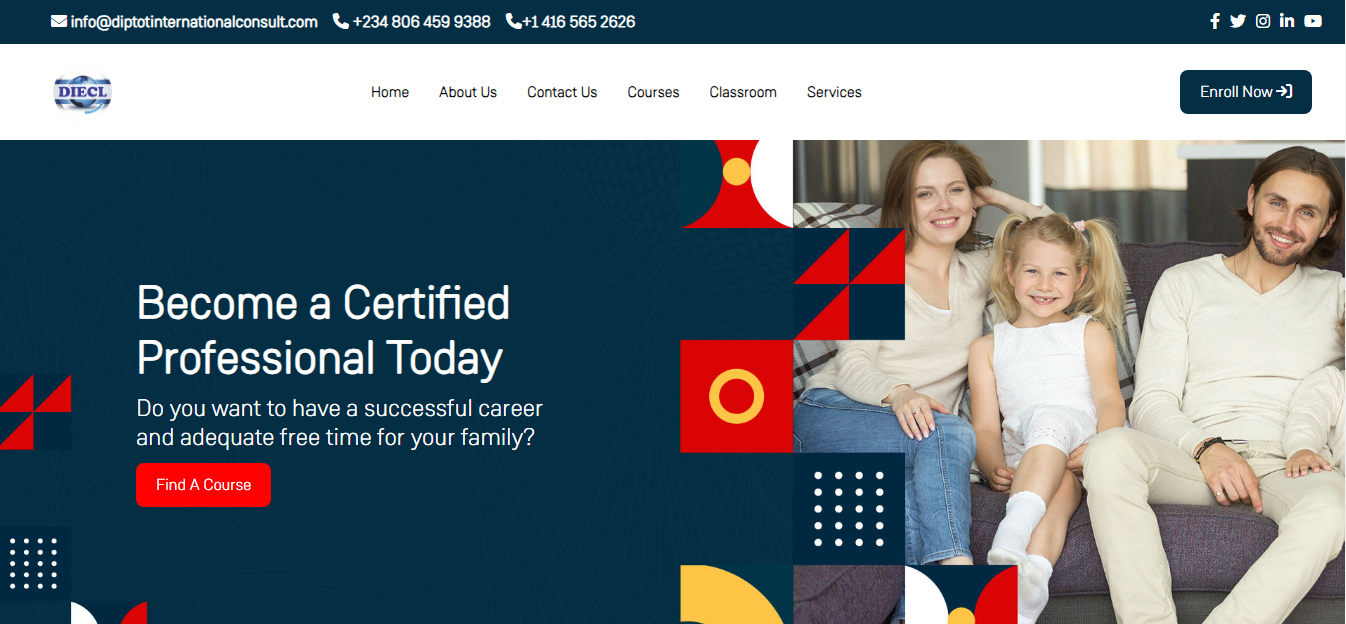 info@diptotinternationalconsult.com +234 806 459 9388 +1 416 565 2626
DIECL
Home About Us Contact Us Courses Classroom Services
Enroll Now
Become a Certified
Professional Today
Do you want to have a successful career
and adequate free time for your family?
Find A Course